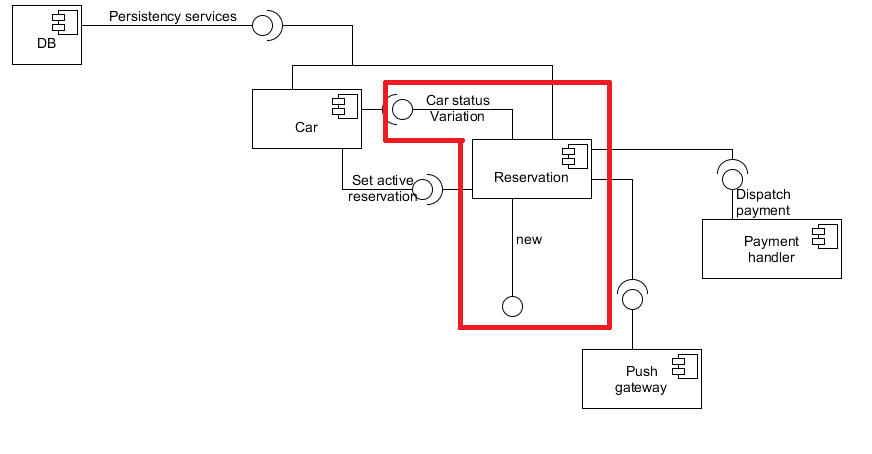 Persistency services
DB
Car status
Variation
Car
Reservation
Set active
reservation
Dispatch
payment
new
Payment
handler
Push
gateway